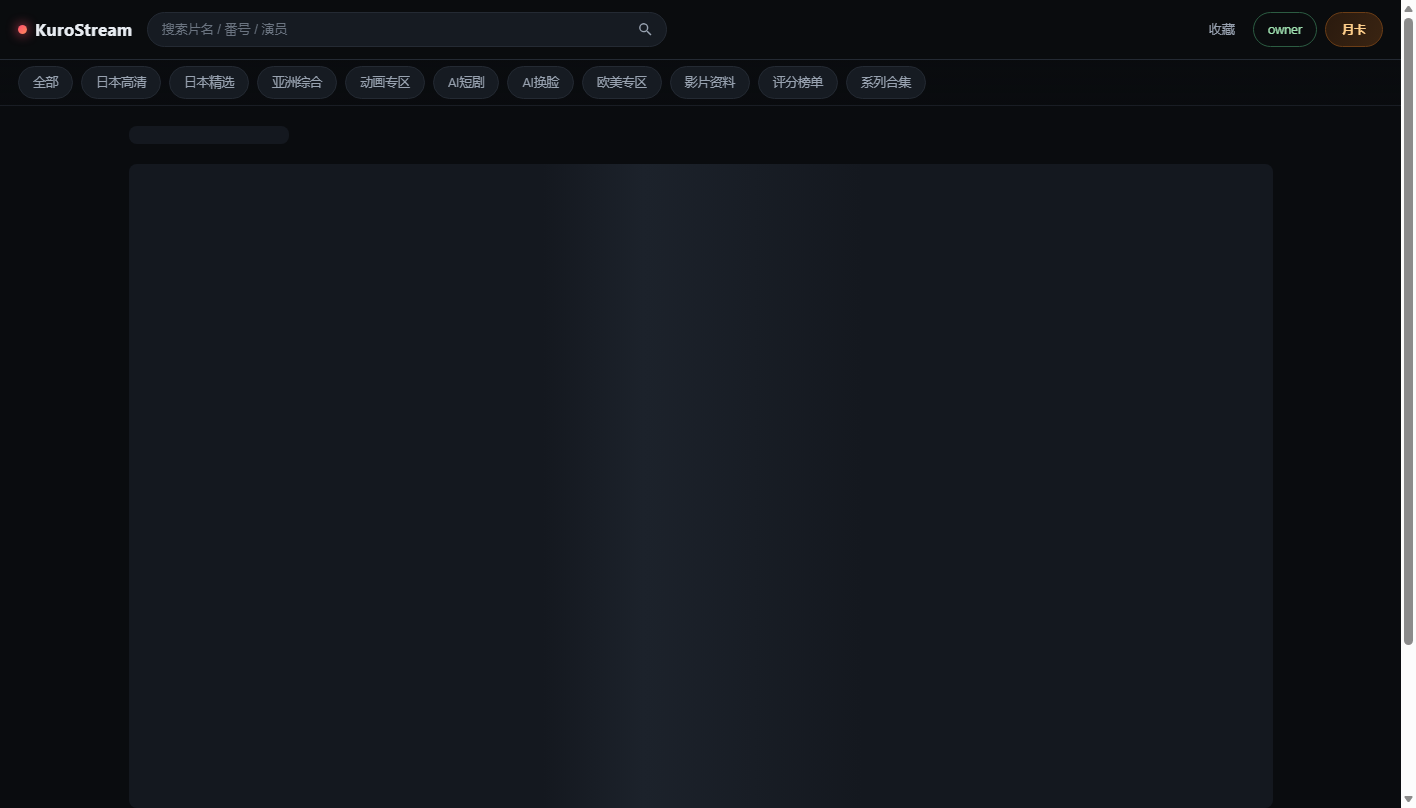 KuroStream 搜索片名 / 番号 / 演员 收藏 owner 月卡
全部 日本高清 日本精选 亚洲综合 动画专区 AI短剧 AI换脸 欧美专区 影片资料 评分榜单 系列合集